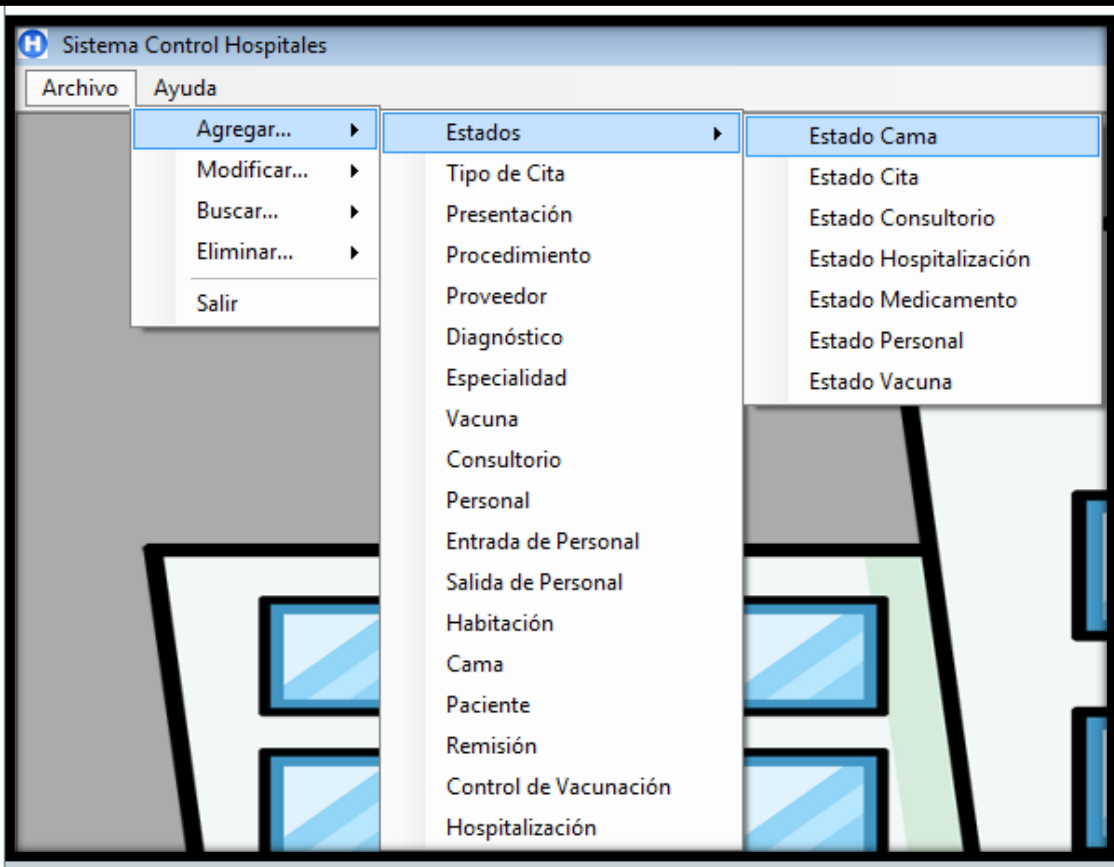 H Sistema Control Hospitales
Archivo Ayuda
Agregar...
Modificar...
Buscar...
Eliminar...
Salir
Estados
Tipo de Cita
Presentación
Procedimiento
Proveedor
Diagnóstico
Especialidad
Vacuna
Consultorio
Personal
Entrada de Personal
Salida de Personal
Habitación
Cama
Paciente
Remisión
Control de Vacunación
Hospitalización
Estado Cama
Estado Cita
Estado Consultorio
Estado Hospitalización
Estado Medicamento
Estado Personal
Estado Vacuna